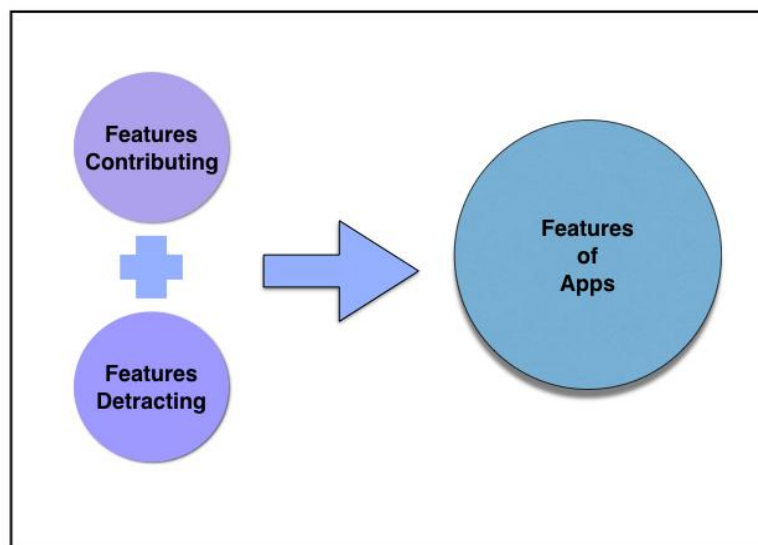 Features
Contributing
Features
Detracting
Features
of
Apps